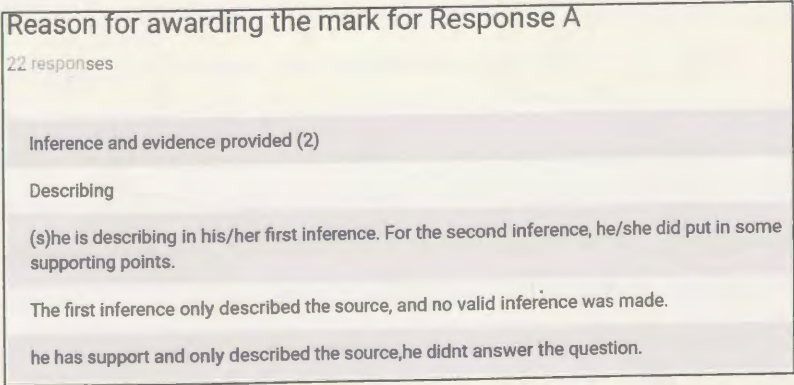 Reason for awarding the mark for Response A
22 responses
Inference and evidence provided (2)
Describing
(s)he is describing in his/her first inference. For the second inference, he/she did put in some
supporting points.
The first inference only described the source, and no valid inference was made.
he has support and only described the source,he didnt answer the question.